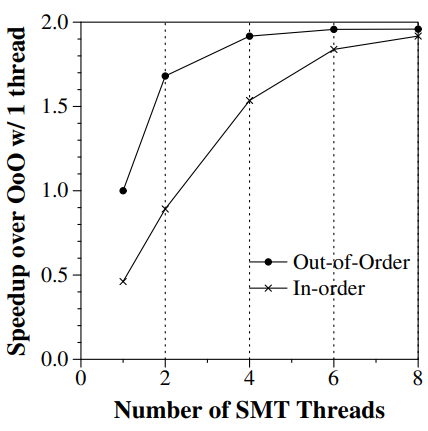 Speedup over OoO w/ 1 thread
2.0
1.5
1.0
0.5
0.0
Out-of-Order
In-order
0 2 4 6 8
Number of SMT Threads